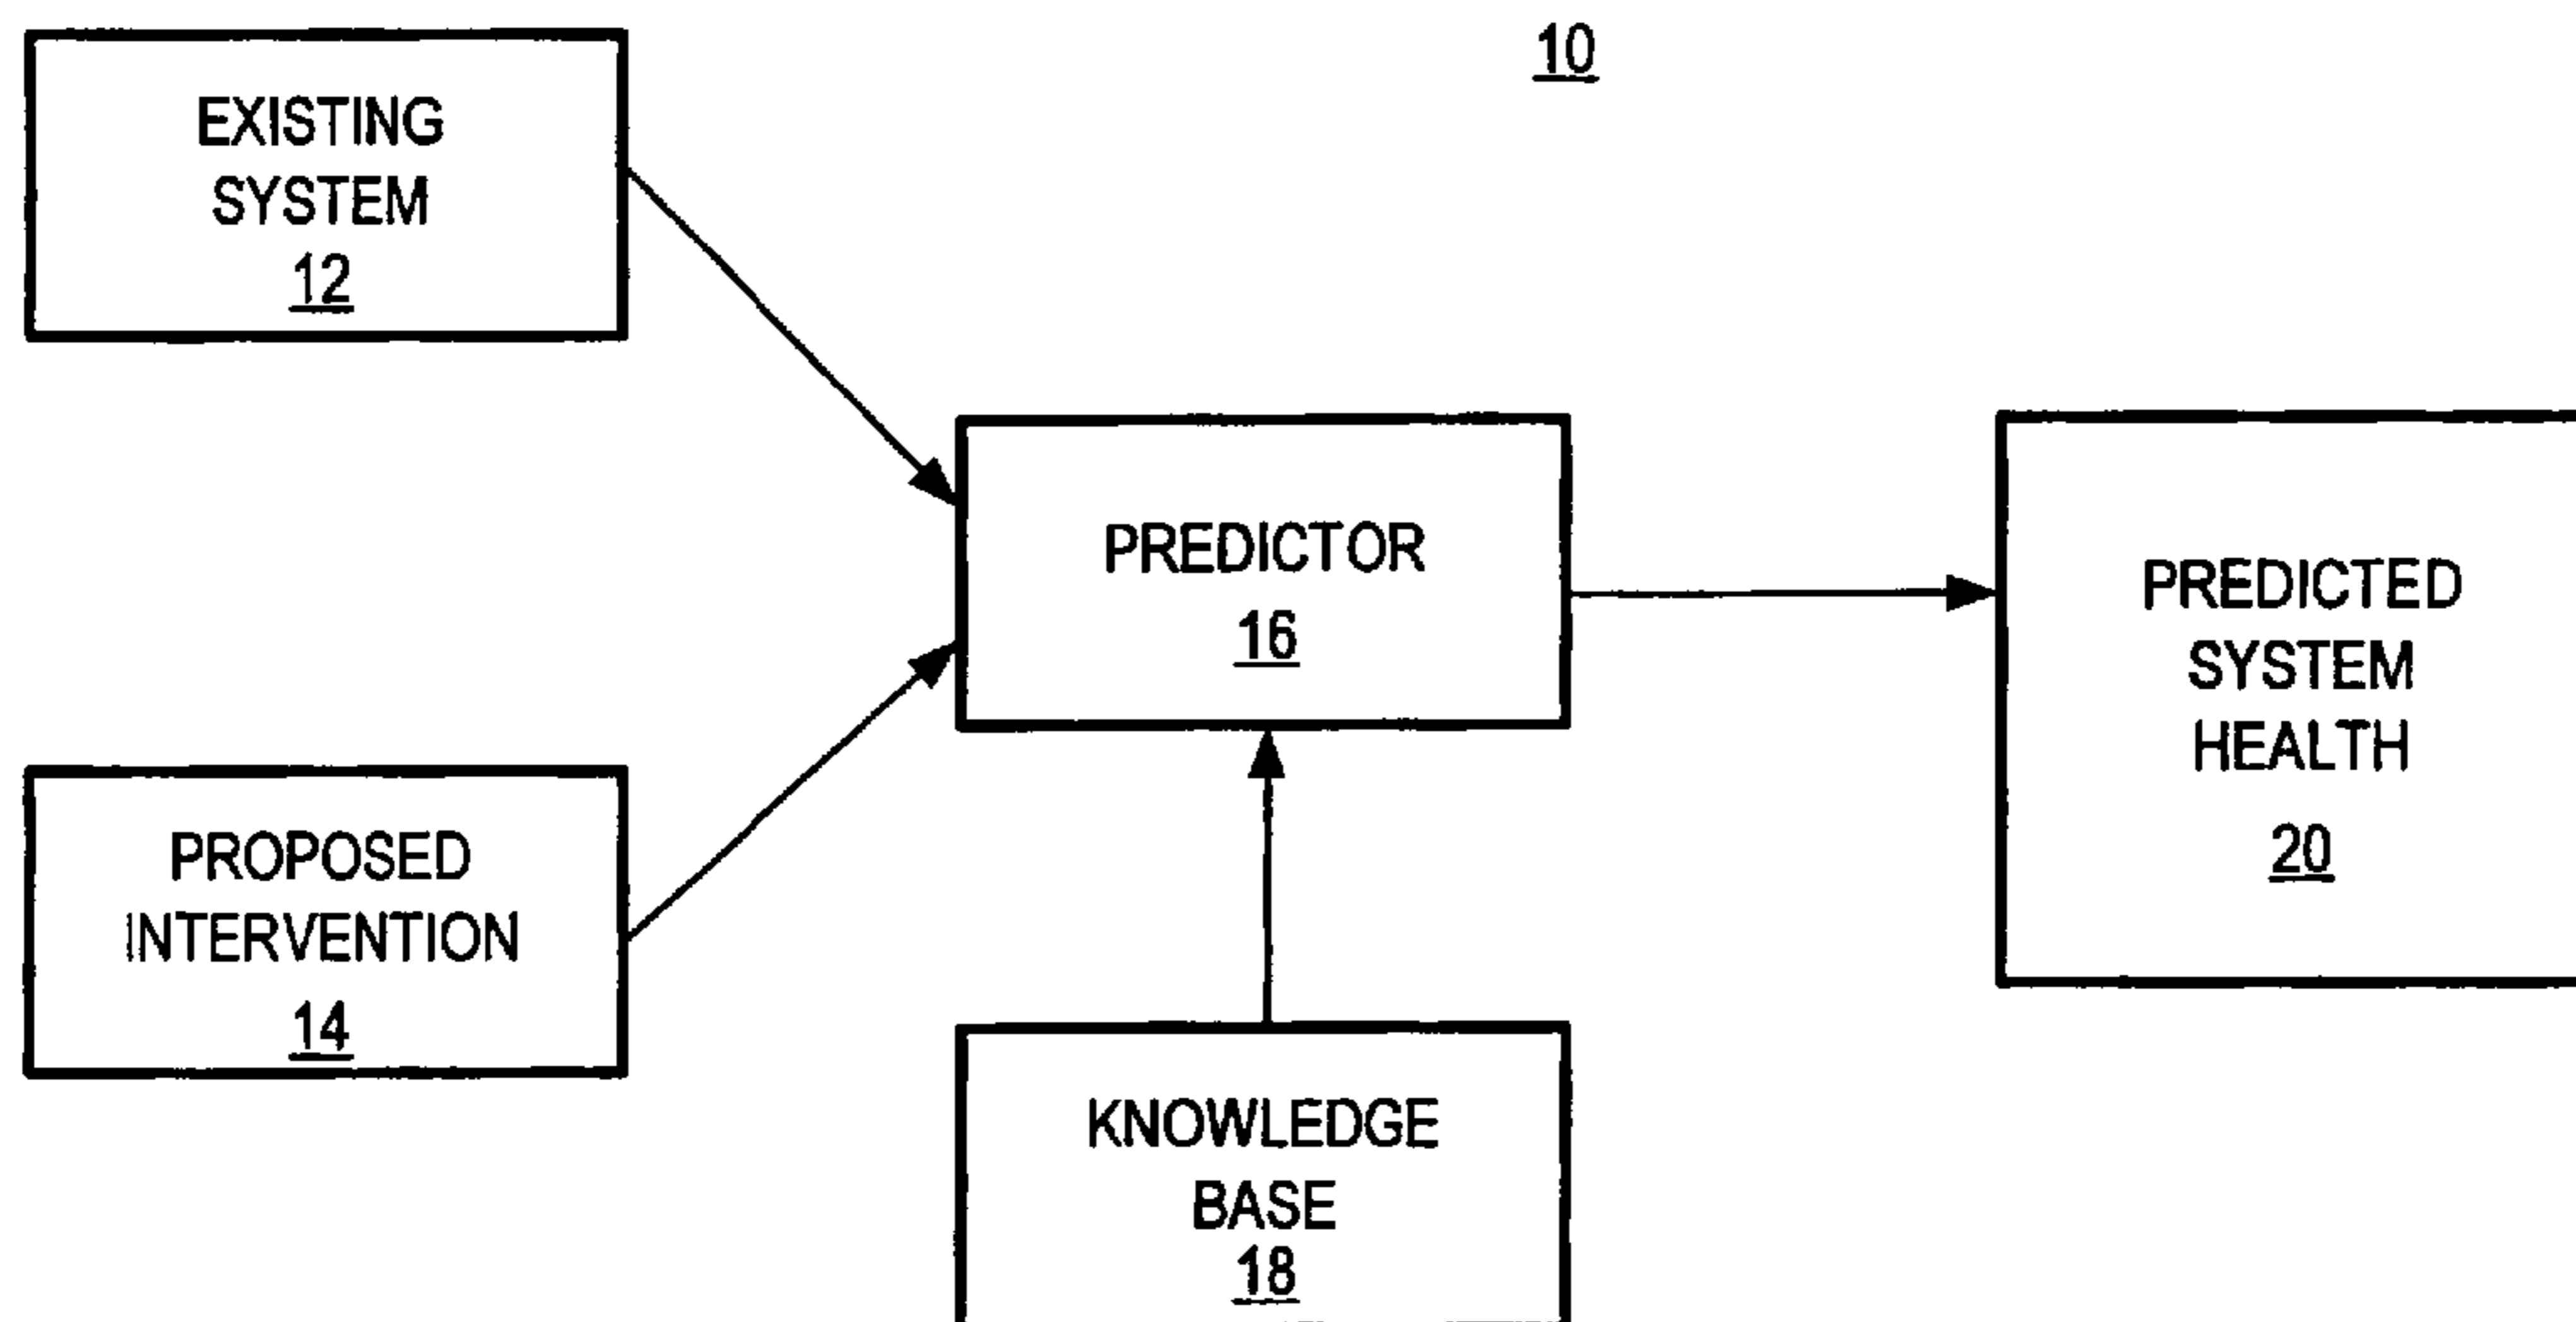 10
EXISTING
SYSTEM
12
PREDICTOR
16
PREDICTED
SYSTEM
HEALTH
20
PROPOSED
INTERVENTION
14
KNOWLEDGE
BASE
18